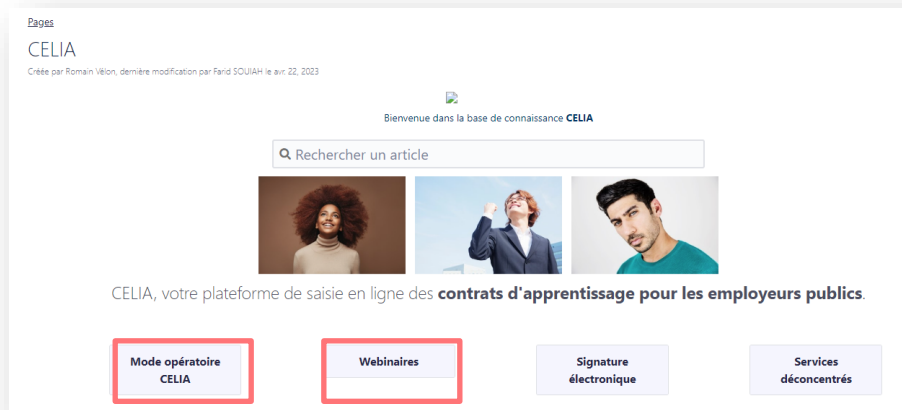 Pages
CELIA
Créée par Romain Vélon, dernière modification par Farid SOUIAH le avr. 22, 2023
Bienvenue dans la base de connaissance CELIA
Rechercher un article
CELIA, votre plateforme de saisie en ligne des contrats d'apprentissage pour les employeurs publics.
Mode opératoire
CELIA
Webinaires
Signature
électronique
Services
déconcentrés